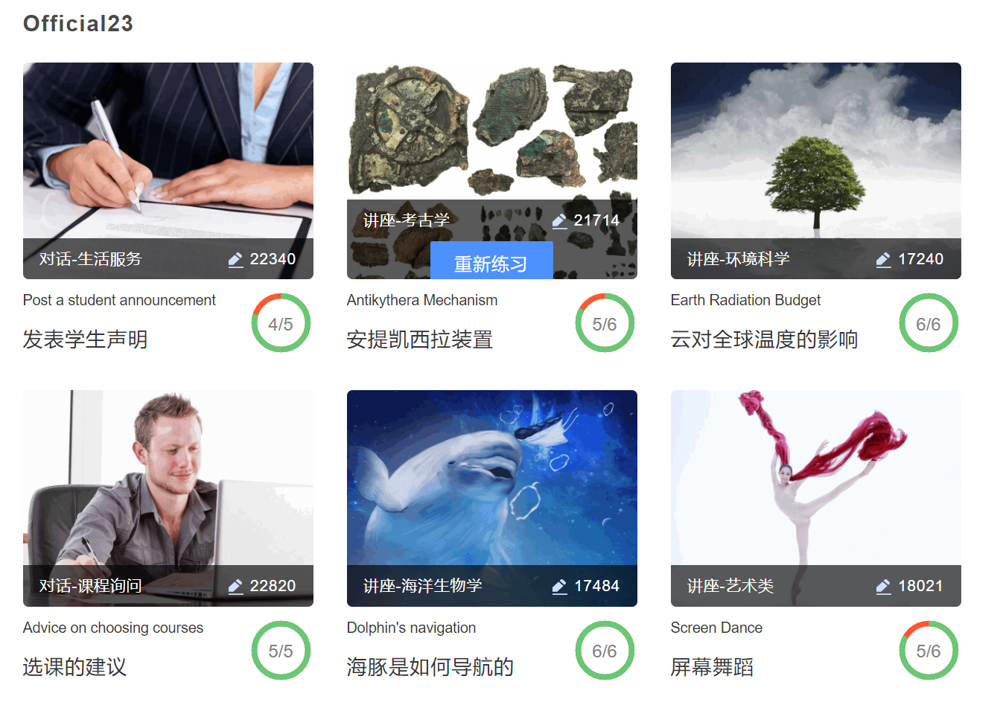 Official23
对话-生活服务 22340
讲座-考古学 21714
重新练习
讲座-环境科学 17240
Post a student announcement
发表学生声明
4/5
Antikythera Mechanism
安提凯西拉装置
5/6
Earth Radiation Budget
云对全球温度的影响
6/6
对话-课程询问 22820
讲座-海洋生物学 17484
讲座-艺术类 18021
Advice on choosing courses
选课的建议
5/5
Dolphin's navigation
海豚是如何导航的
6/6
Screen Dance
屏幕舞蹈
5/6